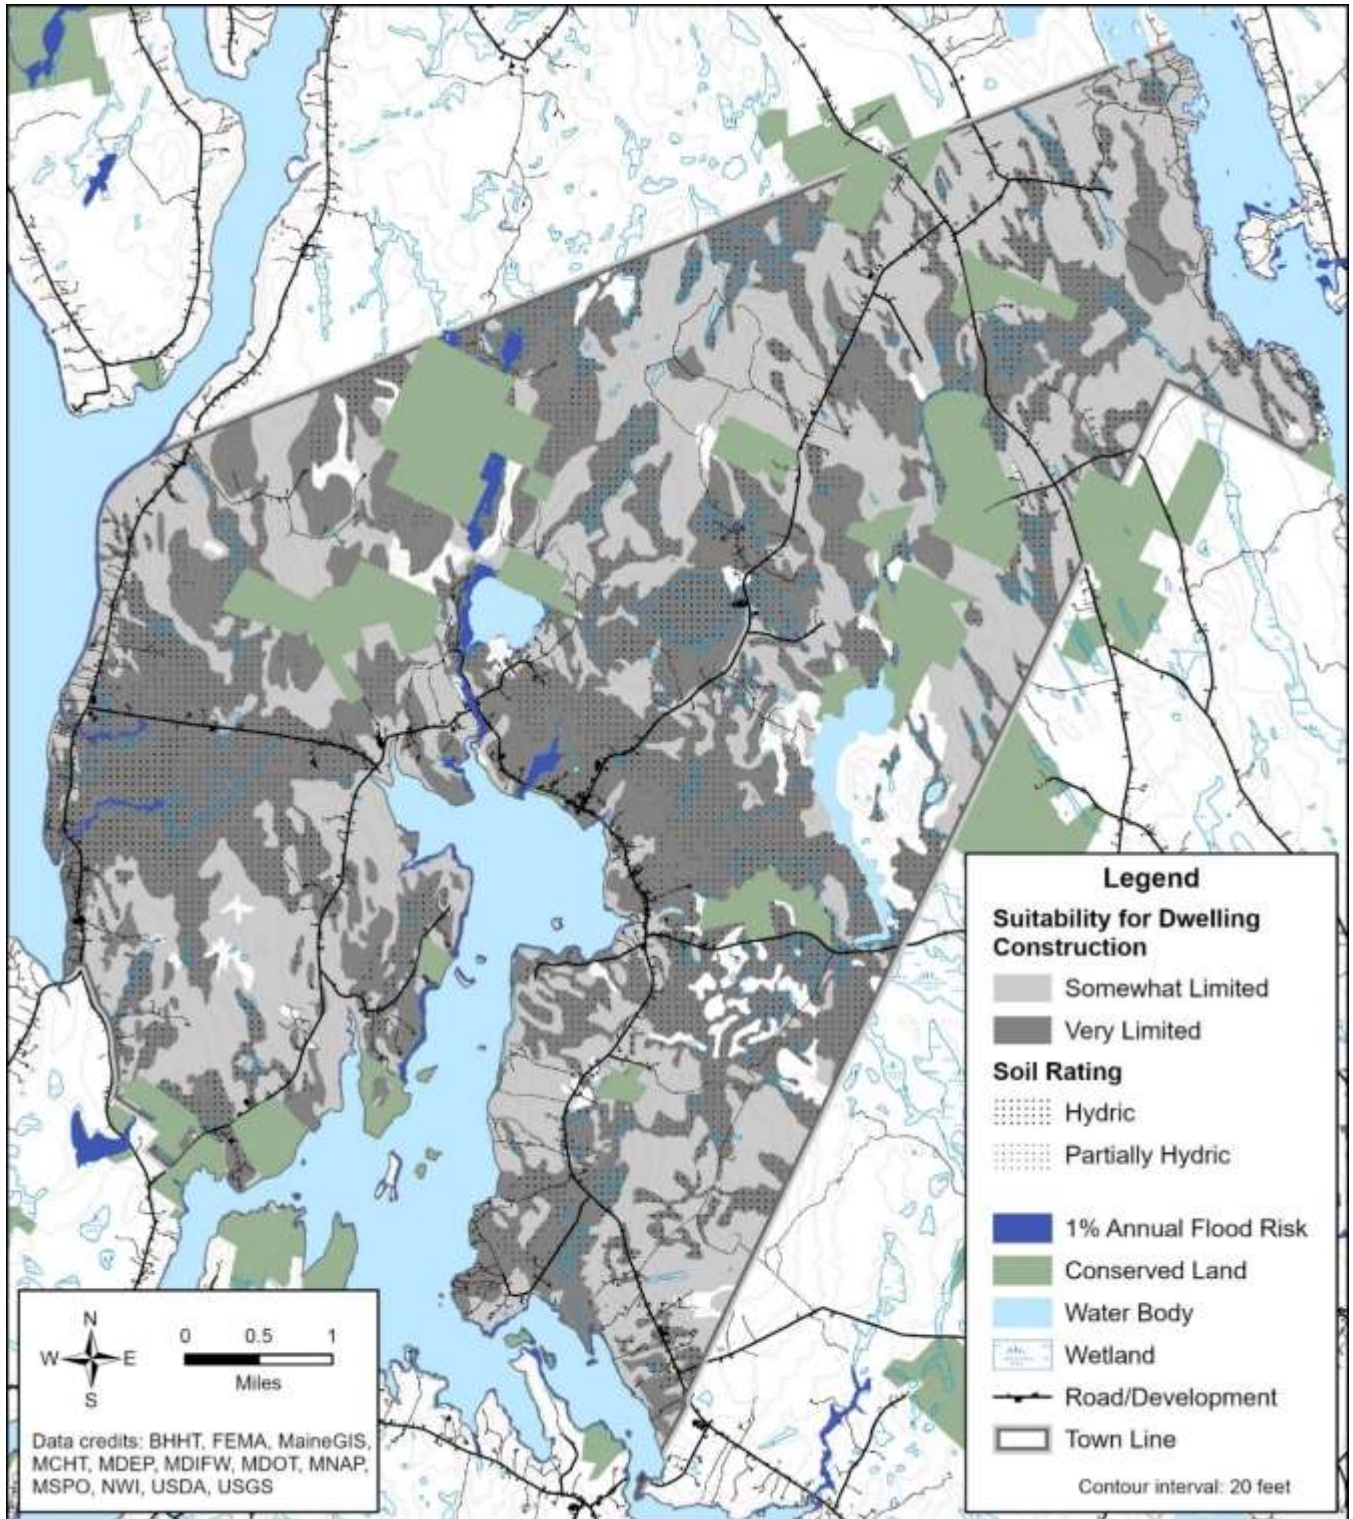 Legend
Suitability for Dwelling
Construction
Somewhat Limited
Very Limited
Soil Rating
Hydric
Partially Hydric
1% Annual Flood Risk
Conserved Land
Water Body
Wetland
Road/Development
Town Line
Contour interval: 20 feet
N
W E
S
0 0.5 1
Miles
Data credits: BHHT, FEMA, MaineGIS,
MCHT, MDEP, MDIFW, MDOT, MNAP,
MSPO, NWI, USDA, USGS